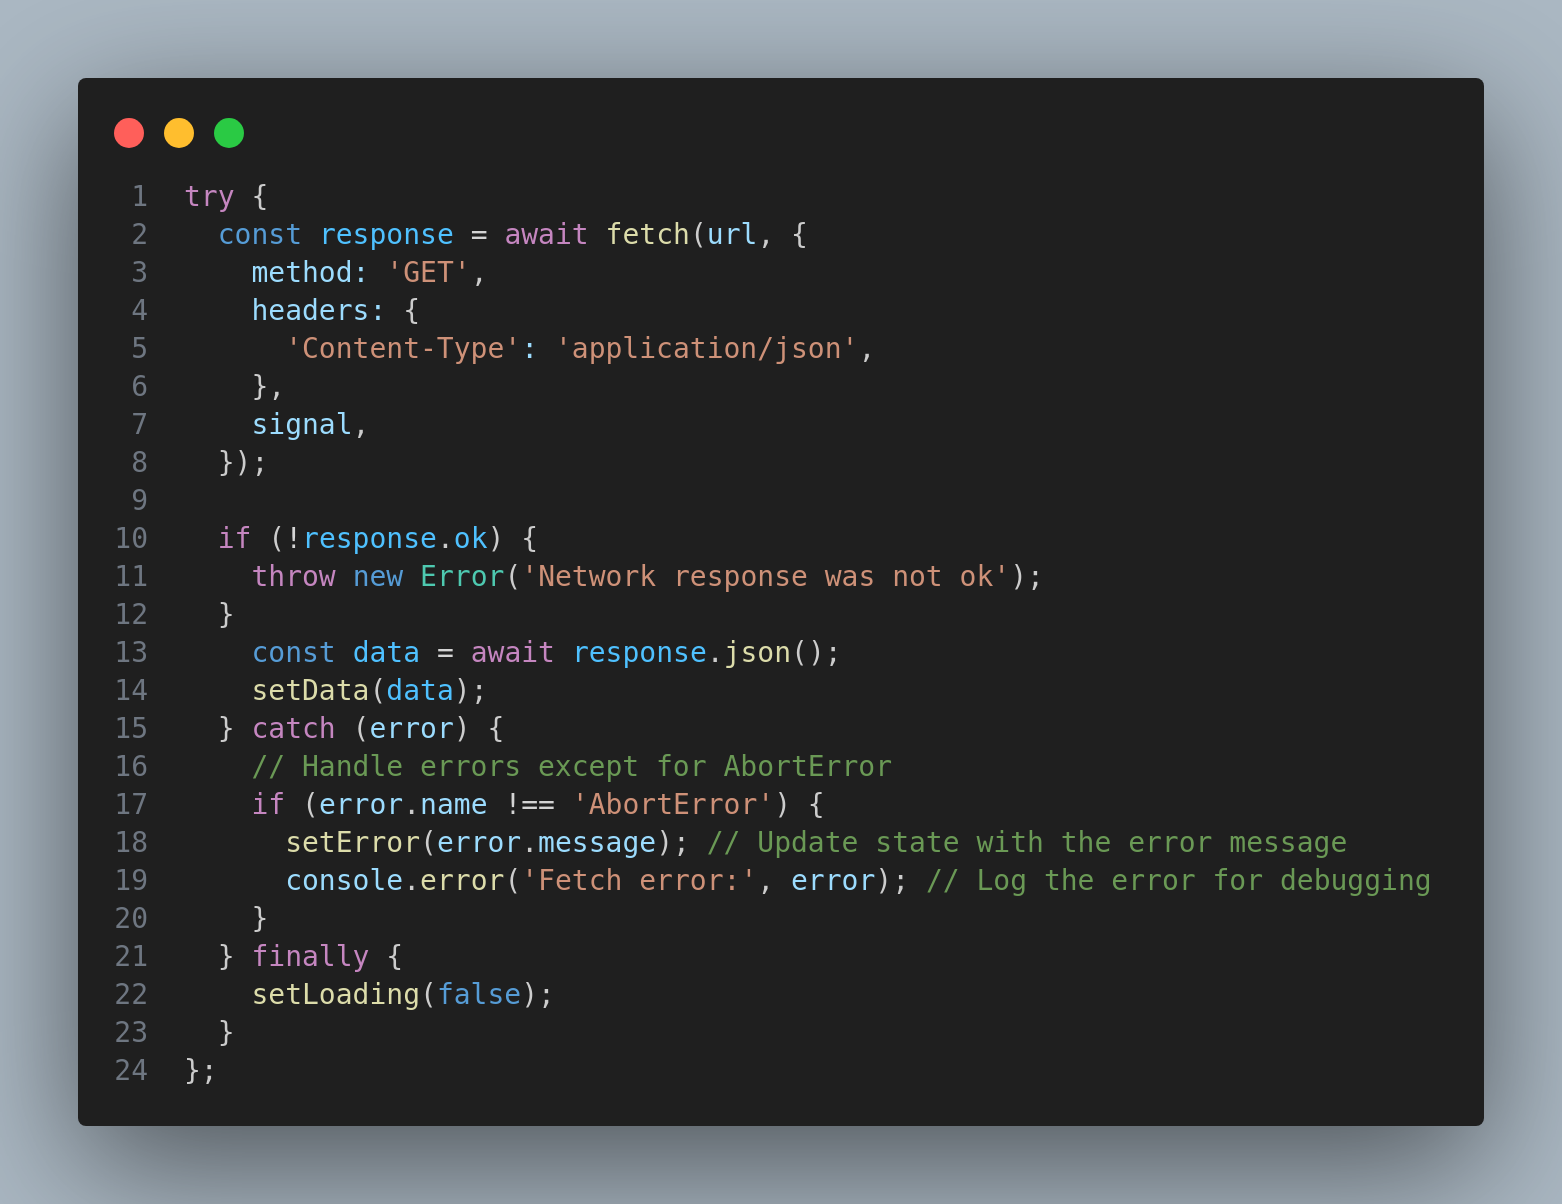 1 try {
2   const response = await fetch(url, {
3     method: 'GET',
4     headers: {
5       'Content-Type': 'application/json',
6     },
7     signal,
8   });
9
10   if (!response.ok) {
11     throw new Error('Network response was not ok');
12   }
13     const data = await response.json();
14     setData(data);
15   } catch (error) {
16     // Handle errors except for AbortError
17     if (error.name !== 'AbortError') {
18       setError(error.message); // Update state with the error message
19       console.error('Fetch error:', error); // Log the error for debugging
20     }
21   } finally {
22     setLoading(false);
23   }
24 };